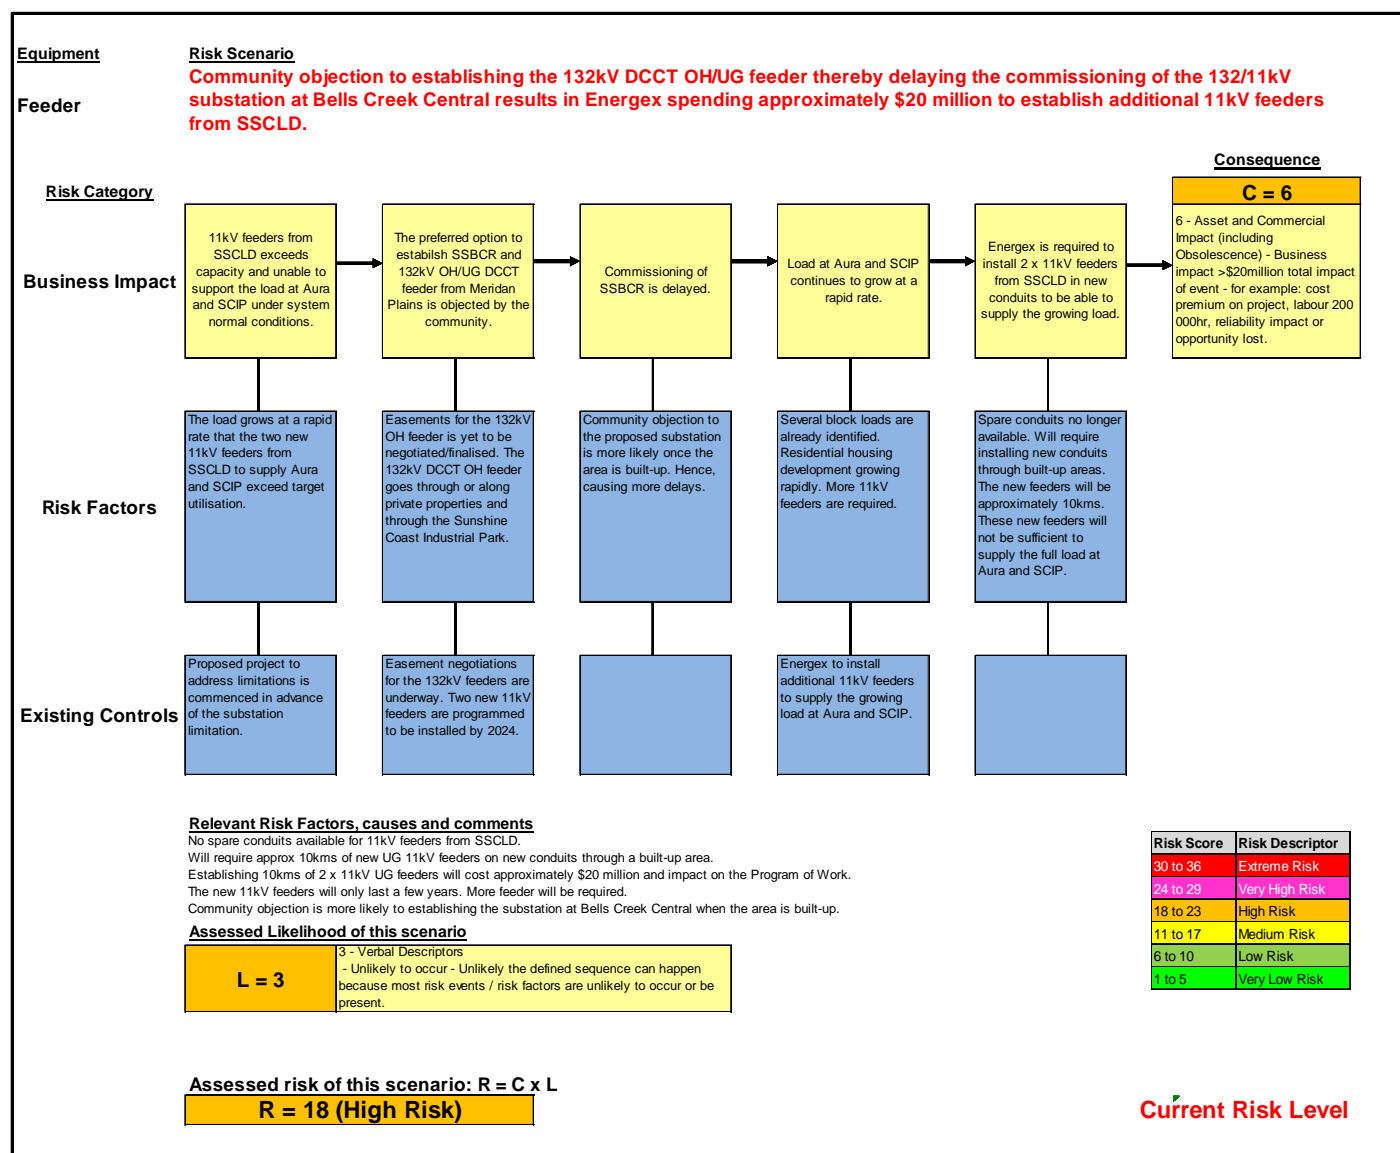 Equipment
Risk Scenario
Feeder
Community objection to establishing the 132kV DCCT OH/UG feeder thereby delaying the commissioning of the 132/11kV
substation at Bells Creek Central results in Energex spending approximately $20 million to establish additional 11kV feeders
from SSCLD.
Consequence
Risk Category
C = 6
Business Impact
11kV feeders from
SSCLD exceeds
capacity and unable to
support the load at Aura
and SCIP under system
normal conditions.
The preferred option to
estabilsh SSBCR and
132kV OH/UG DCCT
feeder from Meridan
Plains is objected by the
community.
Commissioning of
SSBCR is delayed.
Load at Aura and SCIP
continues to grow at a
rapid rate.
Energex is required to
install 2 x 11kV feeders
from SSCLD in new
conduits to be able to
supply the growing load.
6 - Asset and Commercial
Impact (including
Obsolescence) - Business
impact >$20million total impact
of event - for example: cost
premium on project, labour 200
000hr, reliability impact or
opportunity lost.
Risk Factors
The load grows at a rapid
rate that the two new
11kV feeders from
SSCLD to supply Aura
and SCIP exceed target
utilisation.
Easements for the 132kV
OH feeder is yet to be
negotiated/finalised. The
132kV DCCT OH feeder
goes through or along
private properties and
through the Sunshine
Coast Industrial Park.
Community objection to
the proposed substation
is more likely once the
area is built-up. Hence,
causing more delays.
Several block loads are
already identified.
Residential housing
development growing
rapidly. More 11kV
feeders are required.
Spare conduits no longer
available. Will require
installing new conduits
through built-up areas.
The new feeders will be
approximately 10kms.
These new feeders will
not be sufficient to
supply the full load at
Aura and SCIP.
Existing Controls
Proposed project to
address limitations is
commenced in advance
of the substation
limitation.
Easement negotiations
for the 132kV feeders are
underway. Two new 11kV
feeders are programmed
to be installed by 2024.
Energex to install
additional 11kV feeders
to supply the growing
load at Aura and SCIP.
Relevant Risk Factors, causes and comments
No spare conduits available for 11kV feeders from SSCLD.
Will require approx 10kms of new UG 11kV feeders on new conduits through a built-up area.
Establishing 10kms of 2 x 11kV UG feeders will cost approximately $20 million and impact on the Program of Work.
The new 11kV feeders will only last a few years. More feeder will be required.
Community objection is more likely to establishing the substation at Bells Creek Central when the area is built-up.
Assessed Likelihood of this scenario
L = 3
3 - Verbal Descriptors
- Unlikely to occur - Unlikely the defined sequence can happen
because most risk events / risk factors are unlikely to occur or be
present.
Risk Score Risk Descriptor
30 to 36 Extreme Risk
24 to 29 Very High Risk
18 to 23 High Risk
11 to 17 Medium Risk
6 to 10 Low Risk
1 to 5 Very Low Risk
Assessed risk of this scenario: R = C x L
R = 18 (High Risk)
Current Risk Level